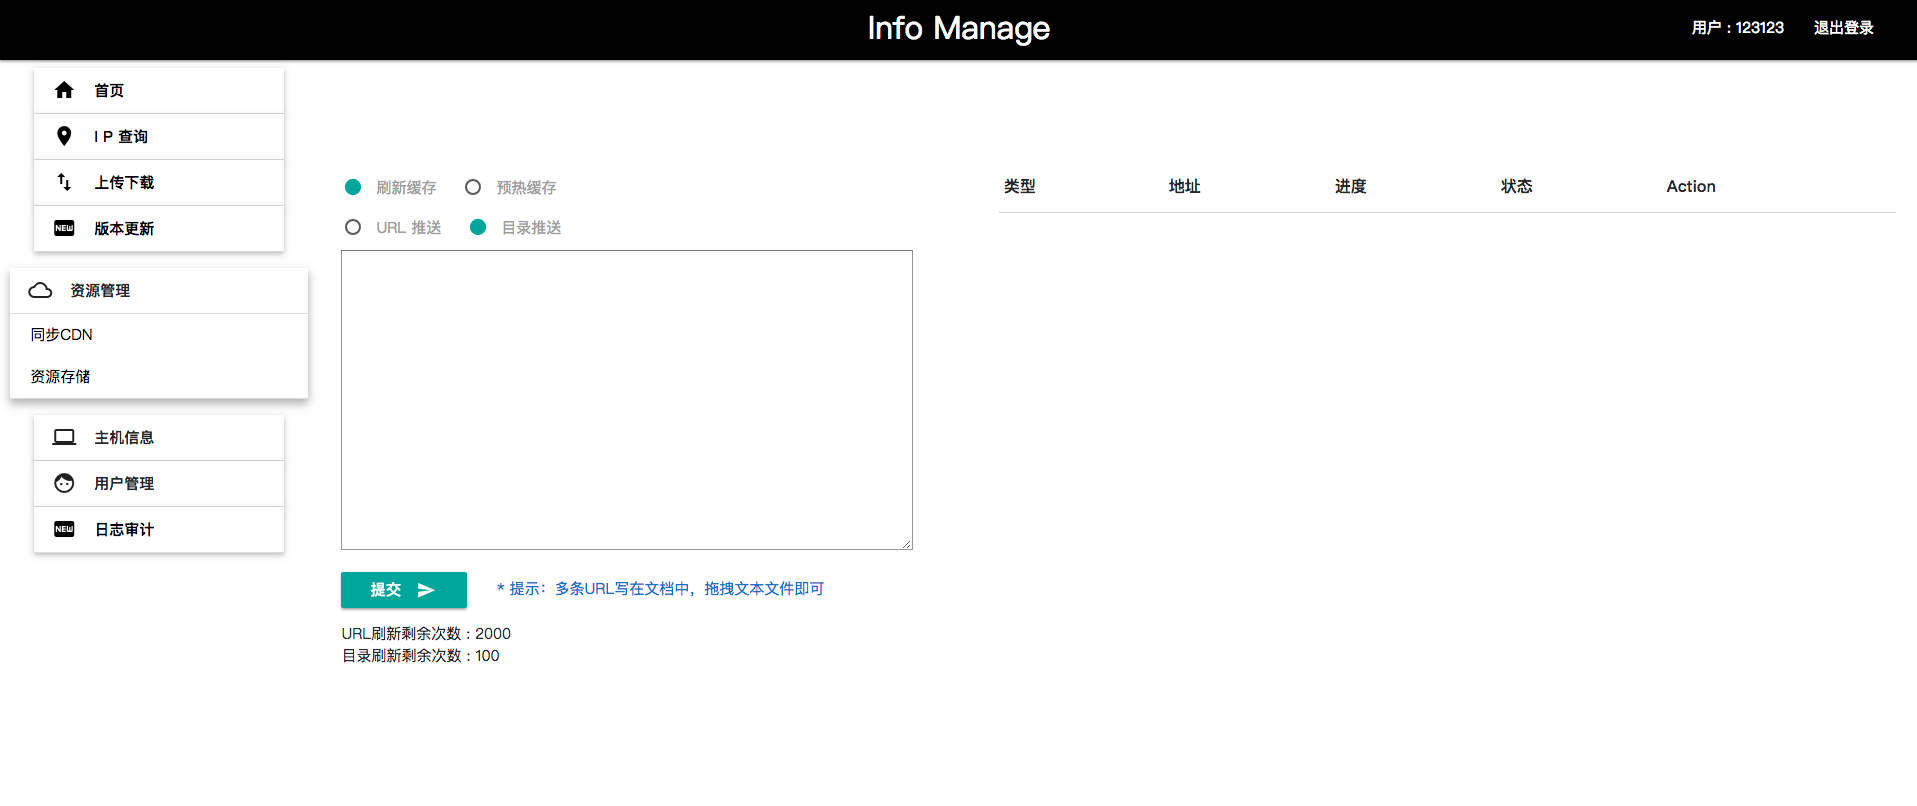 Info Manage
用户 : 123123 退出登录
首页
I P 查询
上传下载
NEW 版本更新
资源管理
同步CDN
资源存储
主机信息
用户管理
NEW 日志审计
刷新缓存 预热缓存
URL 推送 目录推送
提交
* 提示：多条URL写在文档中，拖拽文本文件即可
URL刷新剩余次数 : 2000
目录刷新剩余次数 : 100
类型 地址 进度 状态 Action